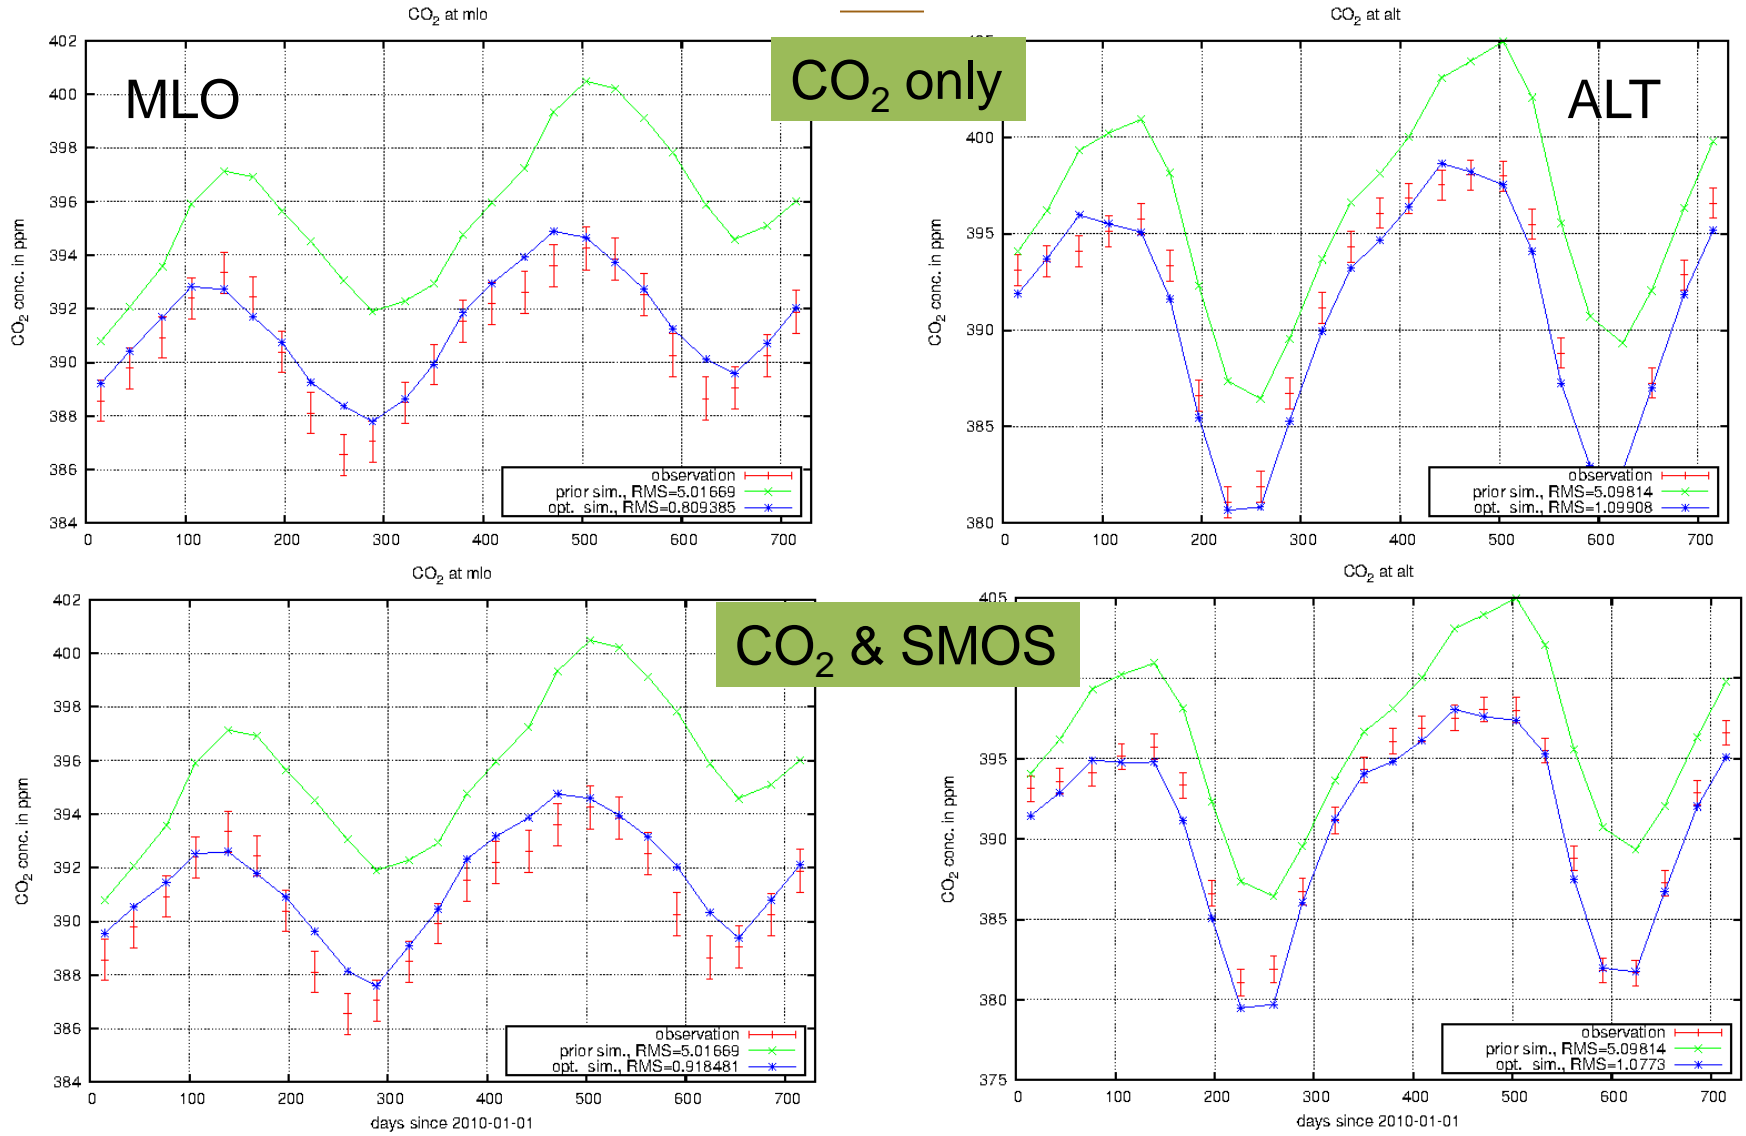 CO2 at mlo
CO2 at alt
CO2 only
MLO
ALT
CO2 conc. in ppm
402
400
398
396
394
392
390
388
386
384
0
100
200
300
400
500
600
700
observation
prior sim., RMS=5.01669
opt. sim., RMS=0.809385
CO2 conc. in ppm
400
395
390
385
380
0
100
200
300
400
500
600
700
observation
prior sim., RMS=5.09814
opt. sim., RMS=1.09908
CO2 at mlo
CO2 at alt
CO2 & SMOS
CO2 conc. in ppm
402
400
398
396
394
392
390
388
386
384
0
100
200
300
400
500
600
700
days since 2010-01-01
observation
prior sim., RMS=5.01669
opt. sim., RMS=0.918481
CO2 conc. in ppm
405
395
390
385
380
375
0
100
200
300
400
500
600
700
days since 2010-01-01
observation
prior sim., RMS=5.09814
opt. sim., RMS=1.0773